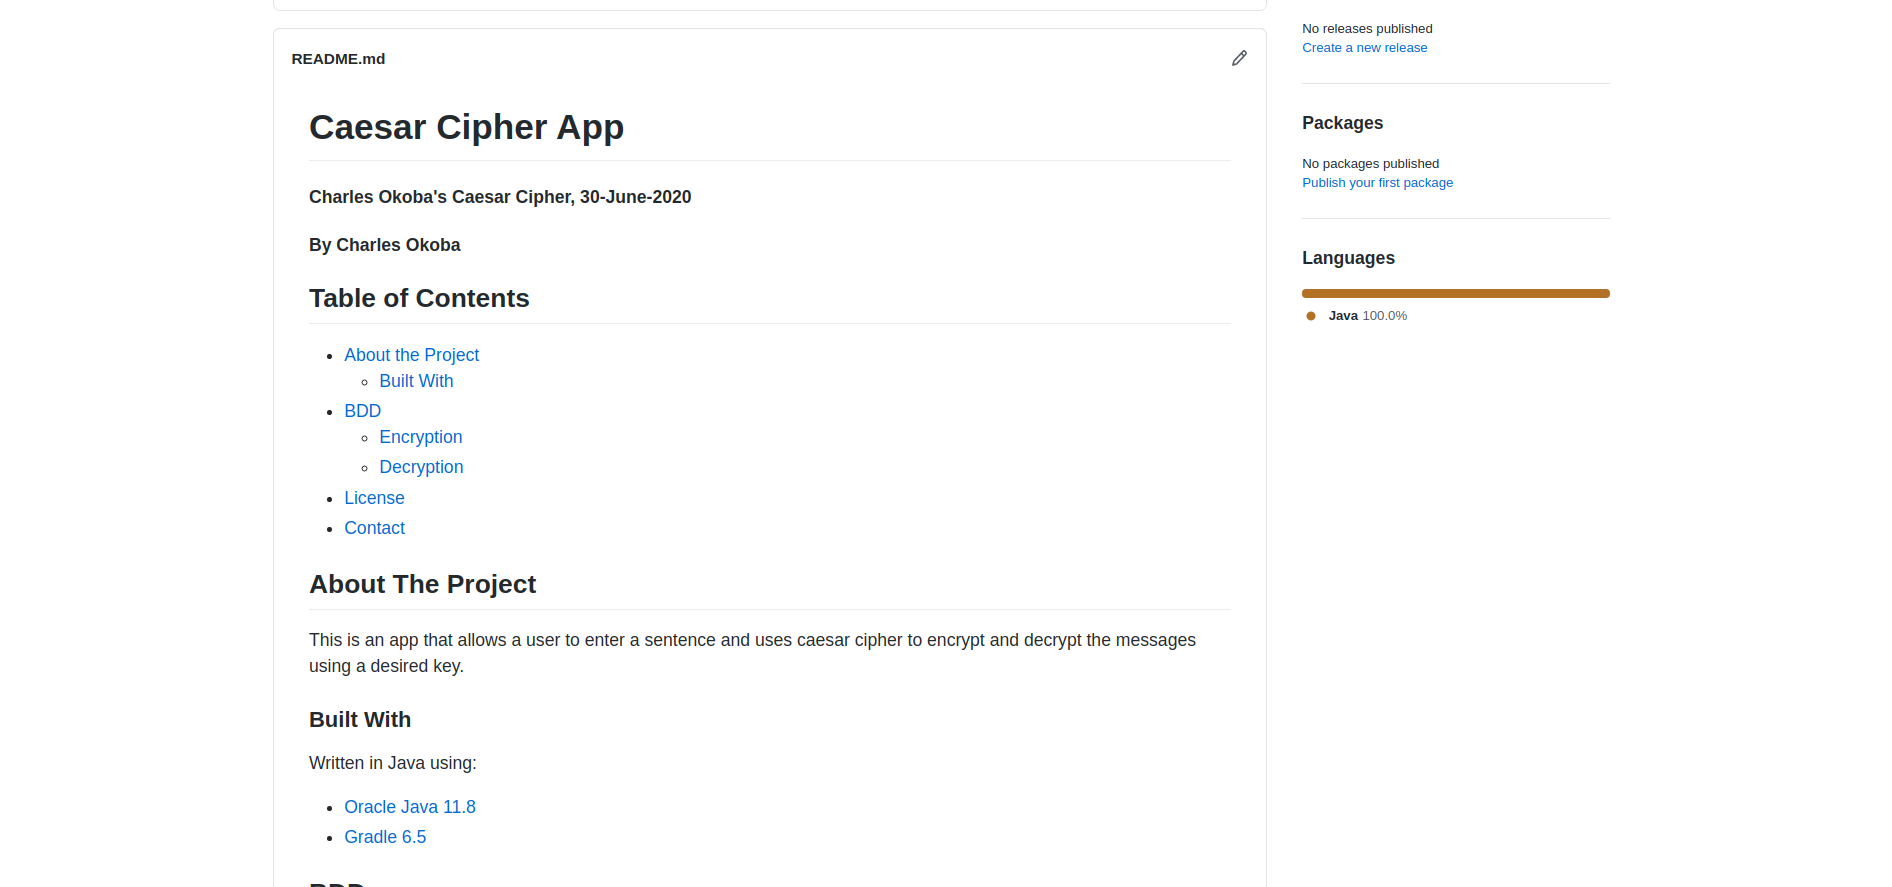 README.md
Caesar Cipher App
Charles Okoba's Caesar Cipher, 30-June-2020
By Charles Okoba
Table of Contents
About the Project
Built With
BDD
Encryption
Decryption
License
Contact
About The Project
This is an app that allows a user to enter a sentence and uses caesar cipher to encrypt and decrypt the messages
using a desired key.
Built With
Written in Java using:
Oracle Java 11.8
Gradle 6.5
BDD
No releases published
Create a new release
Packages
No packages published
Publish your first package
Languages
Java 100.0%